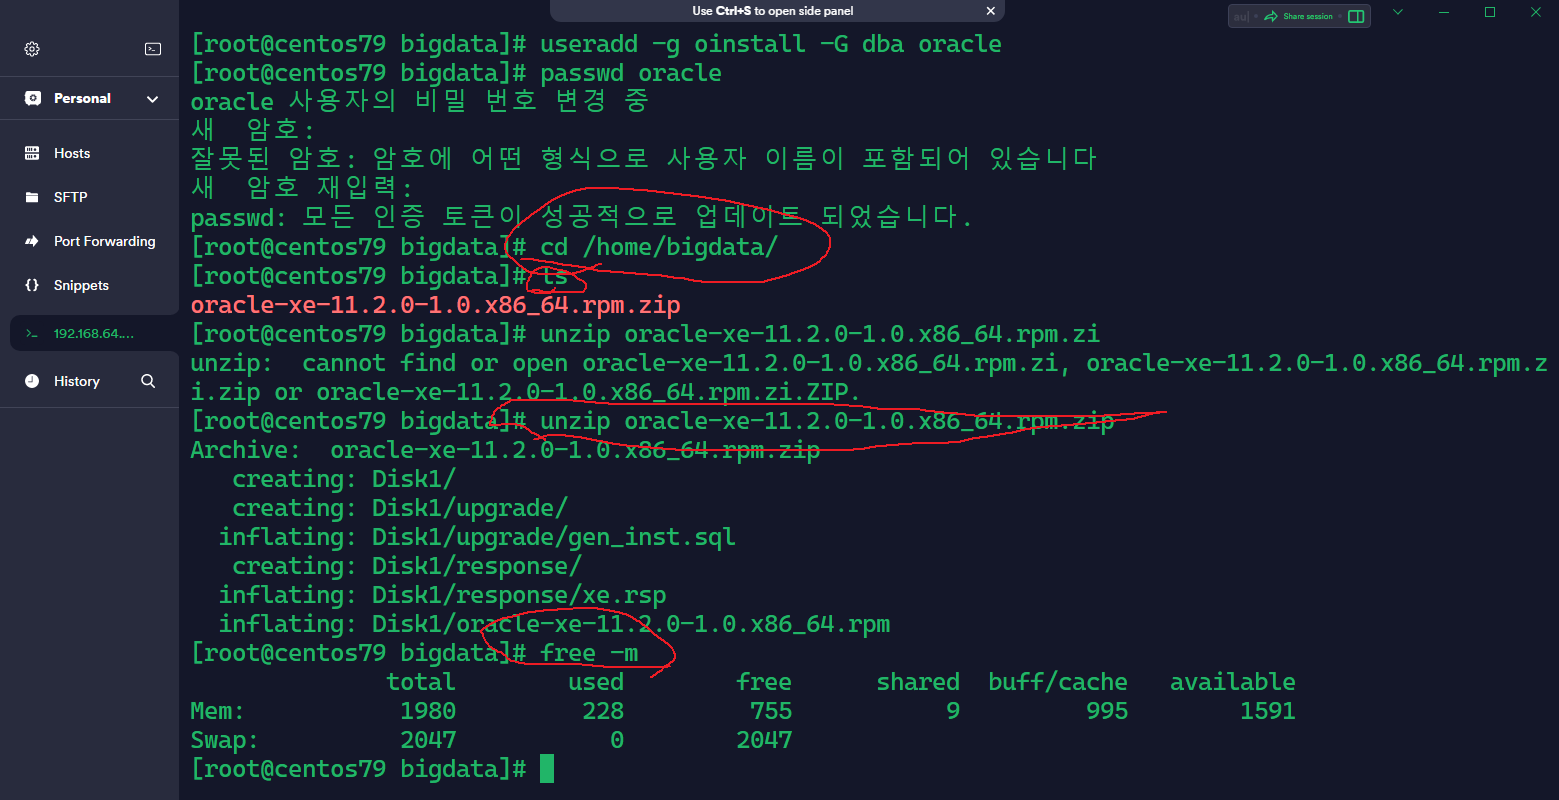 Use Ctrl+S to open side panel
Share session
Personal
Hosts
SFTP
Port Forwarding
{} Snippets
>_ 192.168.64....
History
[root@centos79 bigdata]# useradd -g oinstall -G dba oracle
[root@centos79 bigdata]# passwd oracle
oracle 사용자의 비밀 번호 변경 중
새  암호:
잘못된 암호: 암호에 어떤 형식으로 사용자 이름이 포함되어 있습니다
새  암호 재입력:
passwd: 모든 인증 토큰이 성공적으로 업데이트 되었습니다.
[root@centos79 bigdata]# cd /home/bigdata/
[root@centos79 bigdata]# ls
oracle-xe-11.2.0-1.0.x86_64.rpm.zip
[root@centos79 bigdata]# unzip oracle-xe-11.2.0-1.0.x86_64.rpm.zi
unzip:  cannot find or open oracle-xe-11.2.0-1.0.x86_64.rpm.zi, oracle-xe-11.2.0-1.0.x86_64.rpm.z
i.zip or oracle-xe-11.2.0-1.0.x86_64.rpm.zi.ZIP.
[root@centos79 bigdata]# unzip oracle-xe-11.2.0-1.0.x86_64.rpm.zip
Archive:  oracle-xe-11.2.0-1.0.x86_64.rpm.zip
   creating: Disk1/
   creating: Disk1/upgrade/
  inflating: Disk1/upgrade/gen_inst.sql
   creating: Disk1/response/
  inflating: Disk1/response/xe.rsp
  inflating: Disk1/oracle-xe-11.2.0-1.0.x86_64.rpm
[root@centos79 bigdata]# free -m
              total        used        free      shared  buff/cache   available
Mem:           1980         228         755           9         995        1591
Swap:          2047           0        2047
[root@centos79 bigdata]#